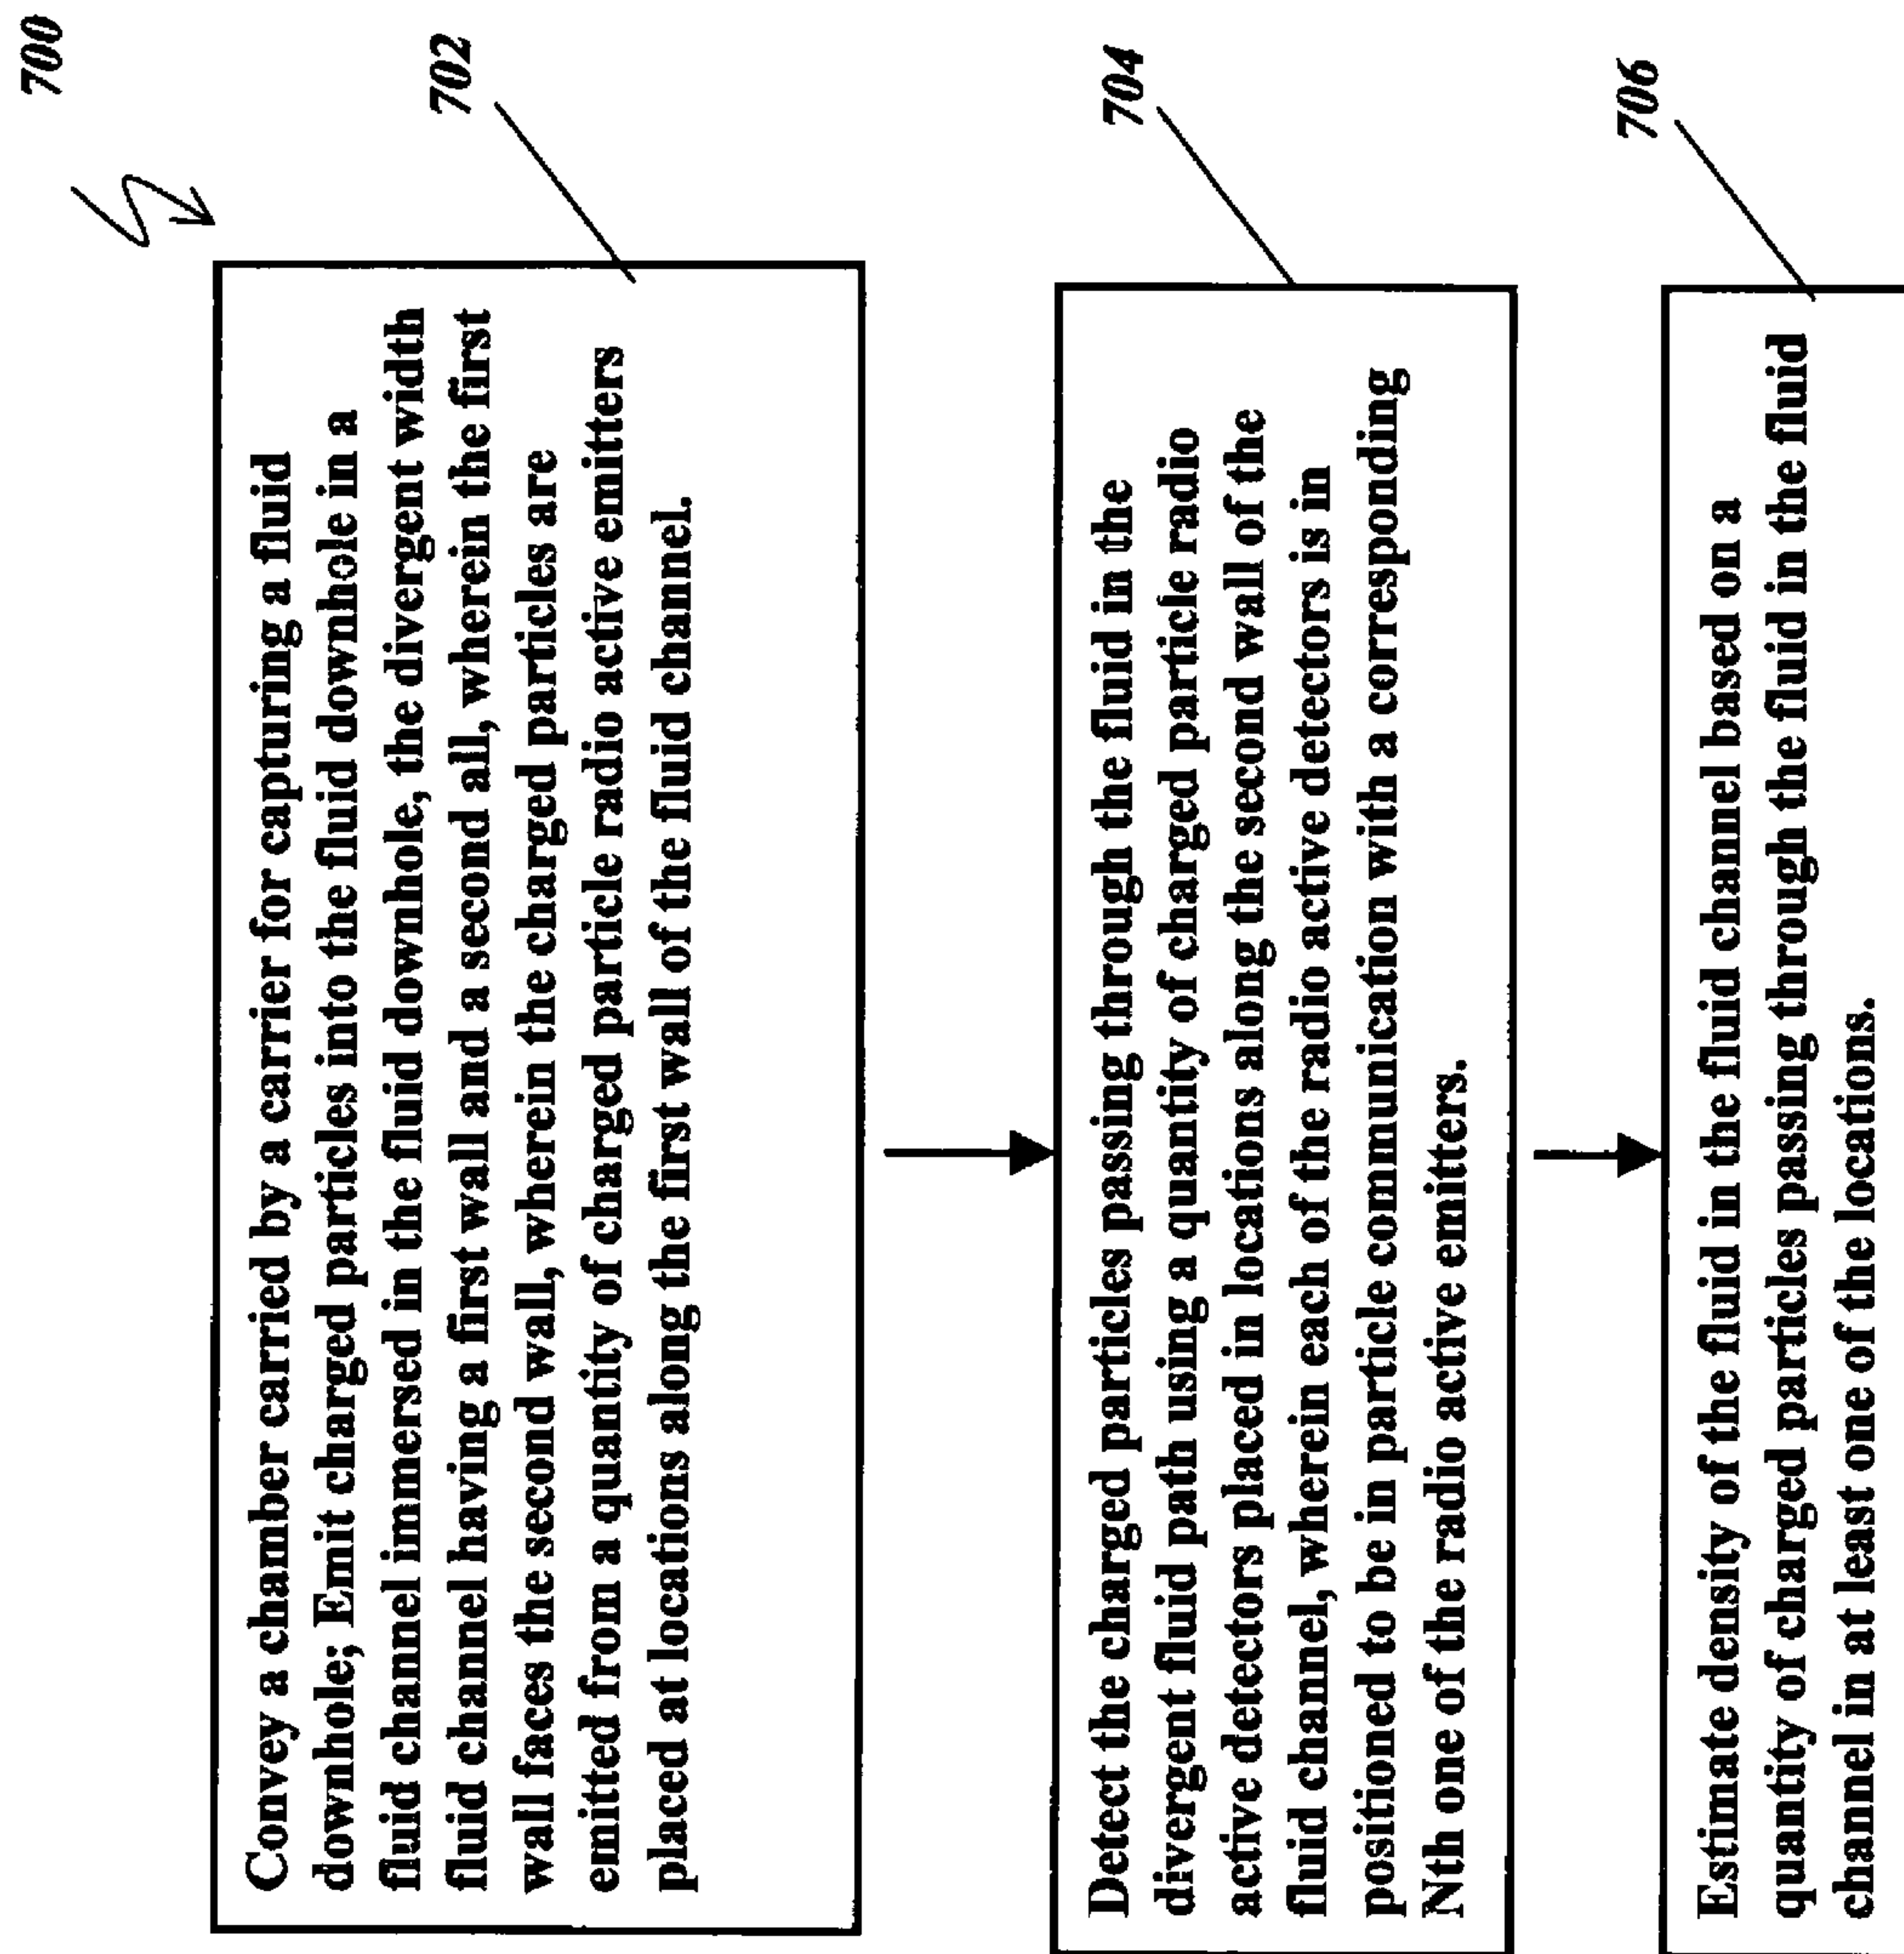 700
702
Convey a chamber carried by a carrier for capturing a fluid
downhole; Emit charged particles into the fluid downhole in a
fluid channel immersed in the fluid downhole, the divergent width
fluid channel having a first wall and a second all, wherein the first
wall faces the second wall, wherein the charged particles are
emitted from a quantity of charged particle radio active emitters
placed at locations along the first wall of the fluid channel.
704
Detect the charged particles passing through the fluid in the
divergent fluid path using a quantity of charged particle radio
active detectors placed in locations along the second wall of the
fluid channel, wherein each of the radio active detectors is in
positioned to be in particle communication with a corresponding
Nth one of the radio active emitters.
706
Estimate density of the fluid in the fluid channel based on a
quantity of charged particles passing through the fluid in the fluid
channel in at least one of the locations.